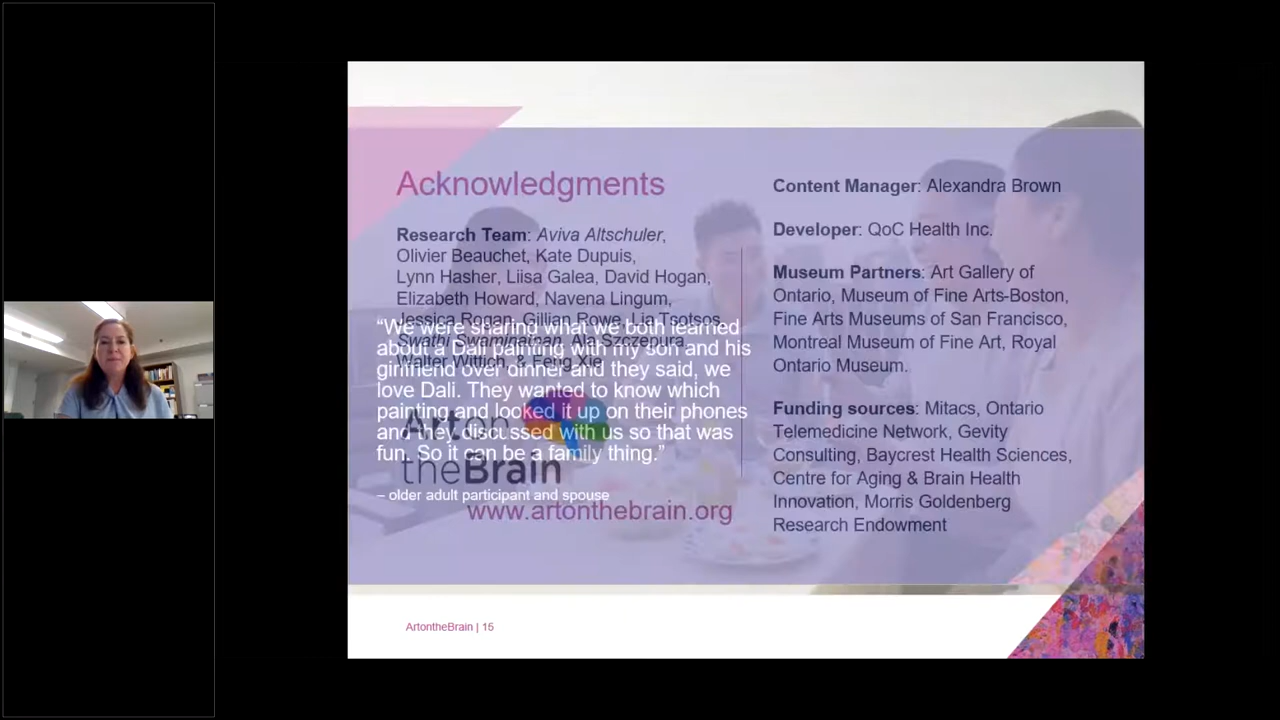 Acknowledgments
Research Team: Aviva Altschuler,
Olivier Beauchet, Kate Dupuis,
Lynn Hasher, Liisa Galea, David Hogan,
Elizabeth Howard, Navena Lingum,
Jessica Rogan, Gillian Rowe, Lia Tsotsos,
Swathi Swaminathan, Ala Szczepura,
Walter Wittich, & Feng Xie
“We were sharing what we both learned
about a Dali painting with my son and his
girlfriend over dinner and they said, we
love Dali. They wanted to know which
painting and looked it up on their phones
and they discussed with us so that was
fun. So it can be a family thing.”
– older adult participant and spouse
Arton
theBrain
www.artonthebrain.org
Content Manager: Alexandra Brown
Developer: QoC Health Inc.
Museum Partners: Art Gallery of
Ontario, Museum of Fine Arts-Boston,
Fine Arts Museums of San Francisco,
Montreal Museum of Fine Art, Royal
Ontario Museum.
Funding sources: Mitacs, Ontario
Telemedicine Network, Gevity
Consulting, Baycrest Health Sciences,
Centre for Aging & Brain Health
Innovation, Morris Goldenberg
Research Endowment
ArtontheBrain | 15